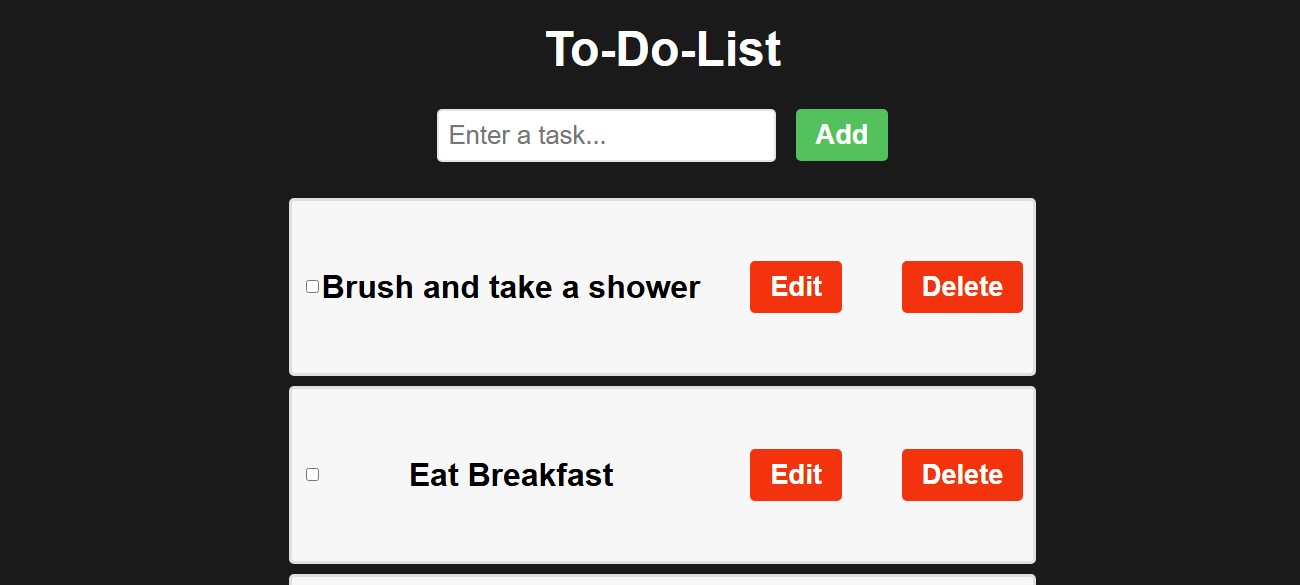 To-Do-List
Enter a task...
Add
Brush and take a shower
Edit
Delete
Eat Breakfast
Edit
Delete